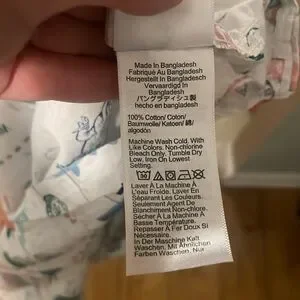 Made In Bangladesh
Fabriqué Au Bangladesh
Hergestellt In Bangladesch
Vervaardigd In
Bangladesh
バングラディシュ製
hecho en bangladesh
100% Cotton/ Coton/
Baumwolle/ Katoen/ 綿/
algodón
Machine Wash Cold, With
Like Colors. Non-chlorine
Bleach Only. Tumble Dry
Low, Iron On Lowest
Setting.
Laver À La Machine À
L'eau Froide. Laver En
Séparant Les Couleurs.
Seulement Agent De
Blanchiment Non-chloré.
Sécher À La Machine À
Basse Température.
Repasser À Fer Doux Si
Nécessaire.
In Der Maschine Kalt
Waschen. Mit Ähnlichen
Farben Waschen. Nur